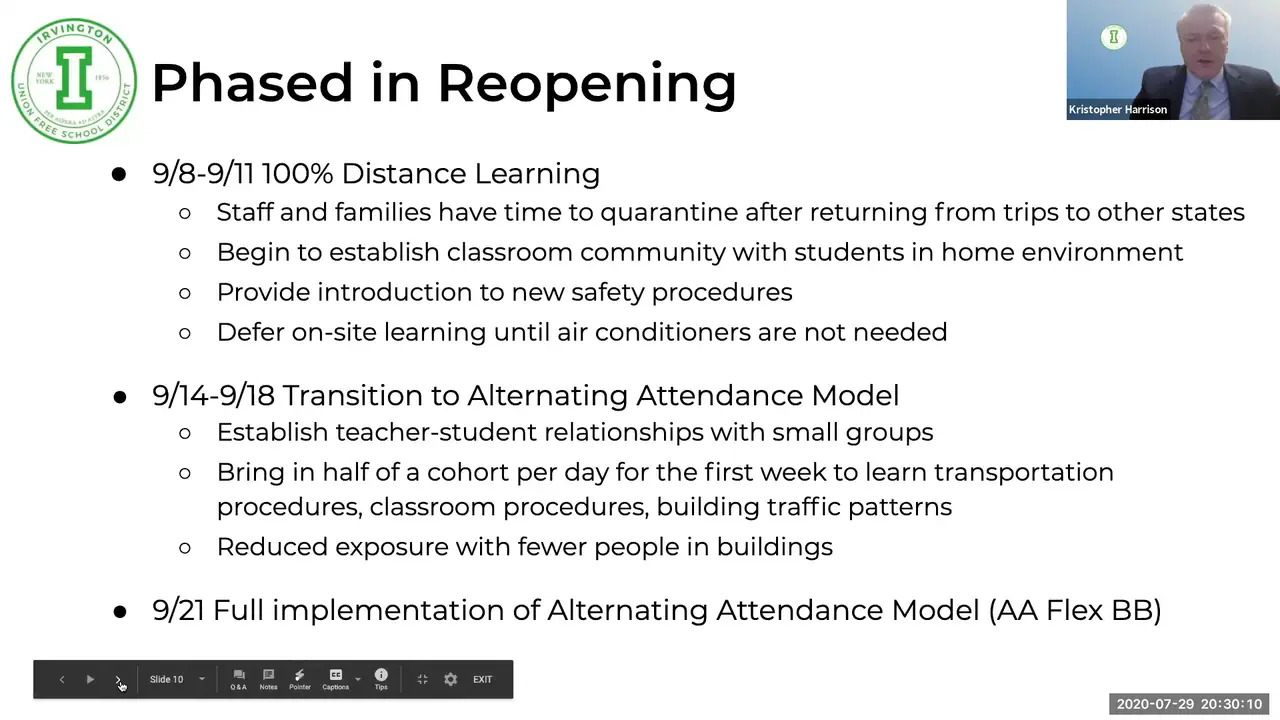 IRVINGTON
NEW YORK
1856
PER ASPERA AD ASTRA
UNION FREE SCHOOL DISTRICT
Phased in Reopening
Kristopher Harrison
● 9/8-9/11 100% Distance Learning
○ Staff and families have time to quarantine after returning from trips to other states
○ Begin to establish classroom community with students in home environment
○ Provide introduction to new safety procedures
○ Defer on-site learning until air conditioners are not needed
● 9/14-9/18 Transition to Alternating Attendance Model
○ Establish teacher-student relationships with small groups
○ Bring in half of a cohort per day for the first week to learn transportation
procedures, classroom procedures, building traffic patterns
○ Reduced exposure with fewer people in buildings
● 9/21 Full implementation of Alternating Attendance Model (AA Flex BB)
Slide 10
Q & A
Notes
Pointer
Captions
Tips
EXIT
2020-07-29 20:30:10